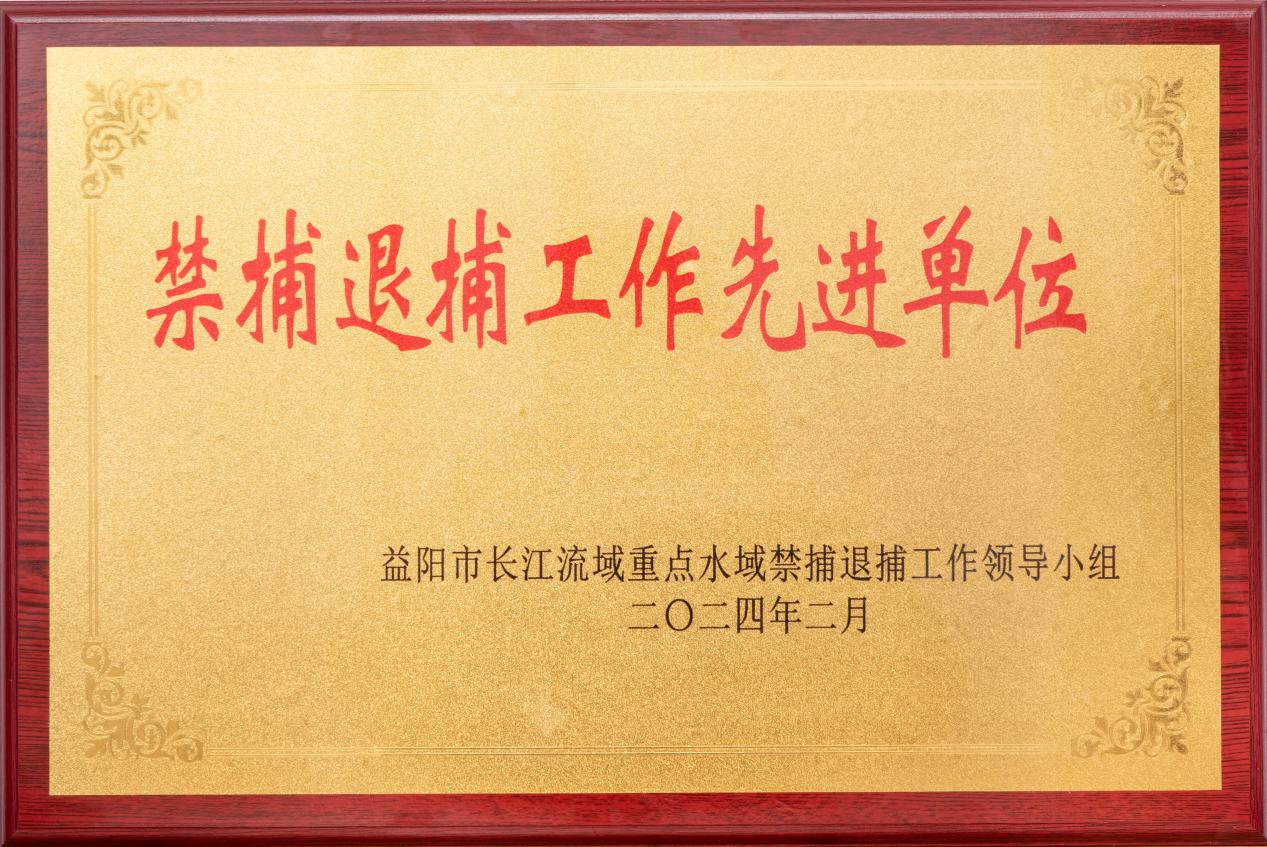 禁捕退捕工作先进单位
益阳市长江流域重点水域禁捕退捕工作领导小组
二〇二四年二月